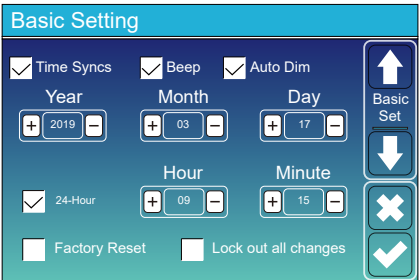 Basic Setting
Time Syncs Beep Auto Dim
Year Month Day
Basic
Set
+ 2019 − + 03 − + 17 −
Hour Minute
24-Hour + 09 − + 15 −
Factory Reset Lock out all changes